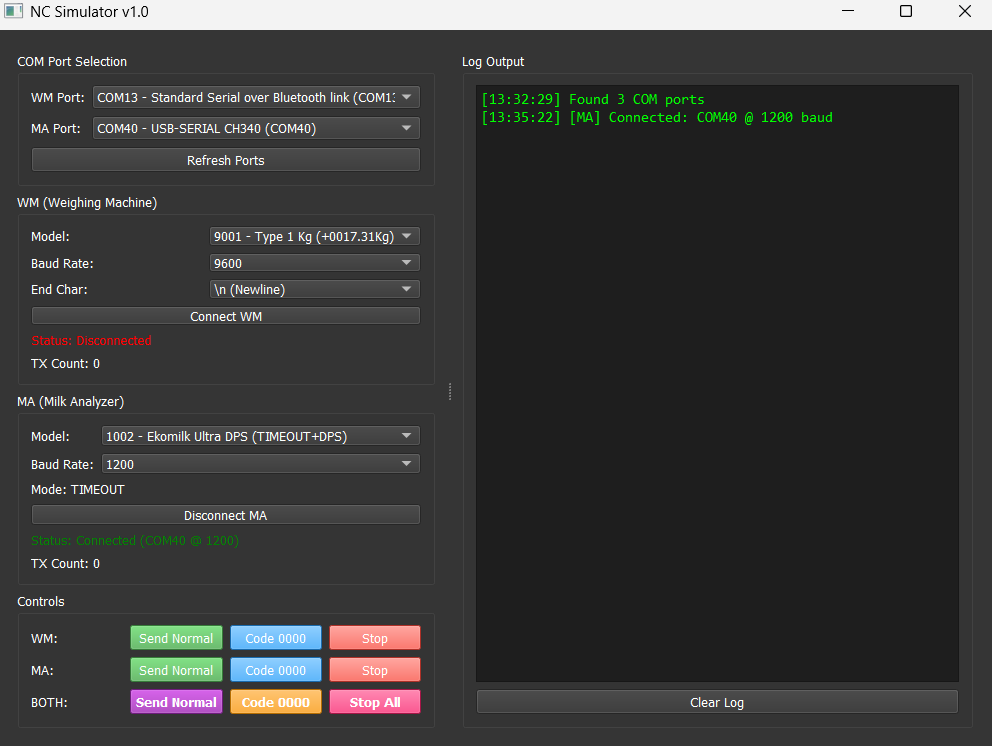 NC Simulator v1.0
COM Port Selection
WM Port: COM13 - Standard Serial over Bluetooth link (COM13
MA Port: COM40 - USB-SERIAL CH340 (COM40)
Refresh Ports
WM (Weighing Machine)
Model: 9001 - Type 1 Kg (+0017.31Kg)
Baud Rate: 9600
End Char: \n (Newline)
Connect WM
Status: Disconnected
TX Count: 0
MA (Milk Analyzer)
Model: 1002 - Ekomilk Ultra DPS (TIMEOUT+DPS)
Baud Rate: 1200
Mode: TIMEOUT
Disconnect MA
Status: Connected (COM40 @ 1200)
TX Count: 0
Controls
WM: Send Normal Code 0000 Stop
MA: Send Normal Code 0000 Stop
BOTH: Send Normal Code 0000 Stop All
Log Output
[13:32:29] Found 3 COM ports
[13:35:22] [MA] Connected: COM40 @ 1200 baud
Clear Log